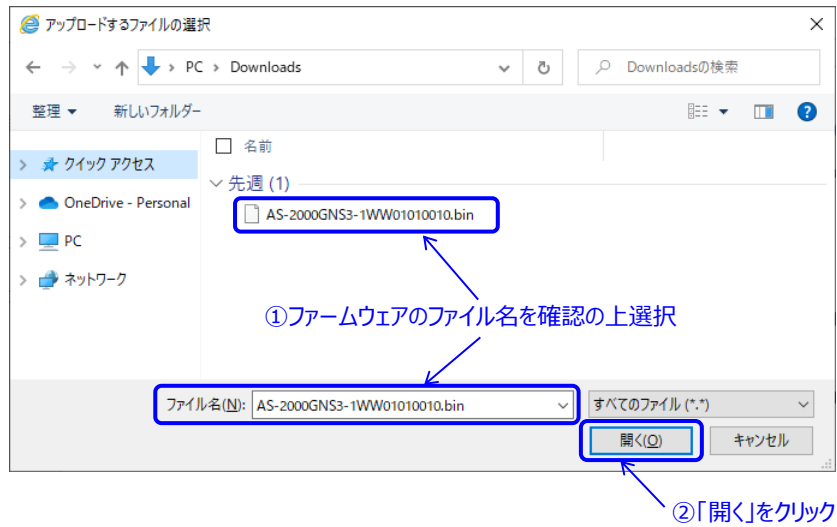 アップロードするファイルの選択
PC › Downloads
Downloadsの検索
整理
新しいフォルダー
名前
クイック アクセス
先週 (1)
OneDrive - Personal
AS-2000GNS3-1WW01010010.bin
PC
ネットワーク
①ファームウェアのファイル名を確認の上選択
ファイル名(N): AS-2000GNS3-1WW01010010.bin
すべてのファイル (*.*)
開く(O)
キャンセル
②「開く」をクリック